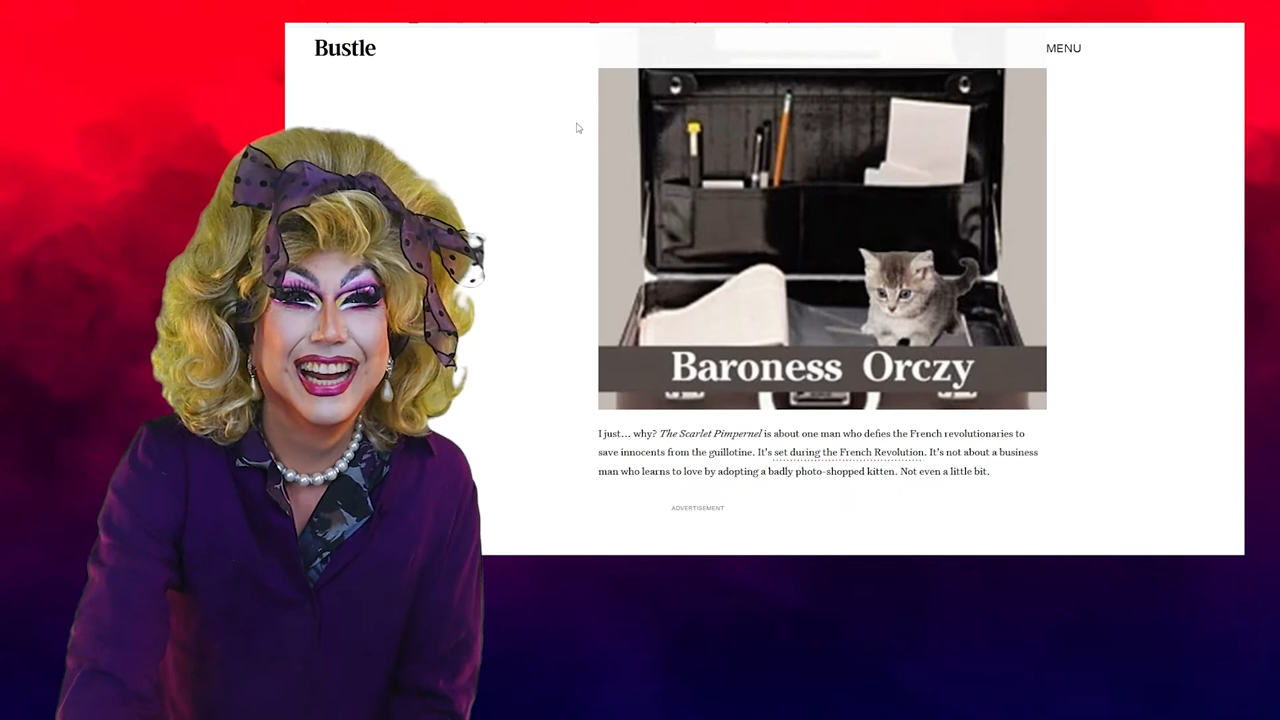 Bustle
MENU
Baroness Orczy
I just... why? The Scarlet Pimpernel is about one man who defies the French revolutionaries to
save innocents from the guillotine. It's set during the French Revolution. It's not about a business
man who learns to love by adopting a badly photo-shopped kitten. Not even a little bit.
ADVERTISEMENT